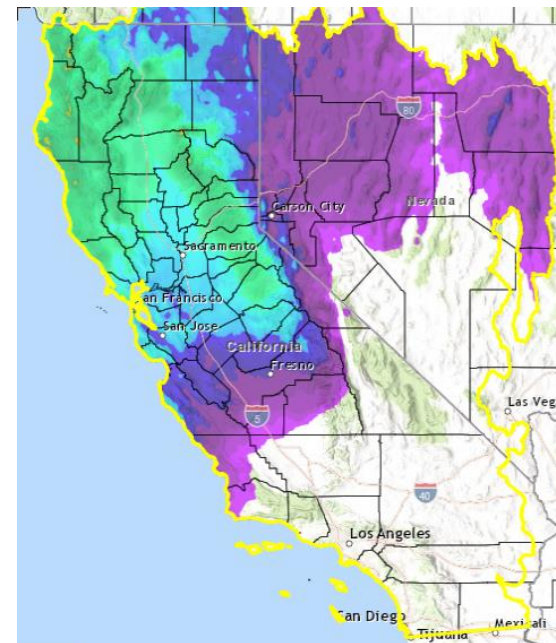 80
Nevada
Carson City
Sacramento
an Francisco
San Jose
California
Fresno
5
Las Veg
40
Los Angeles
San Diego
Tijuana
Mexicali